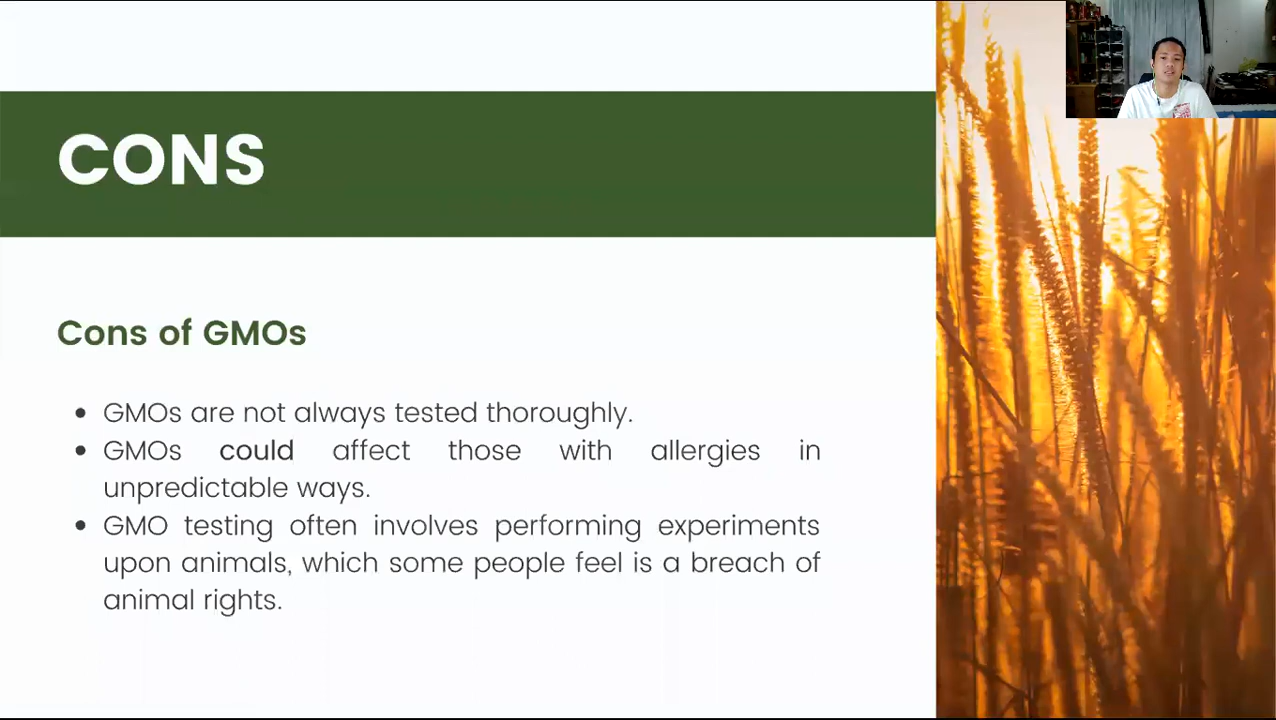 CONS
Cons of GMOs
• GMOs are not always tested thoroughly.
• GMOs could affect those with allergies in
unpredictable ways.
• GMO testing often involves performing experiments
upon animals, which some people feel is a breach of
animal rights.